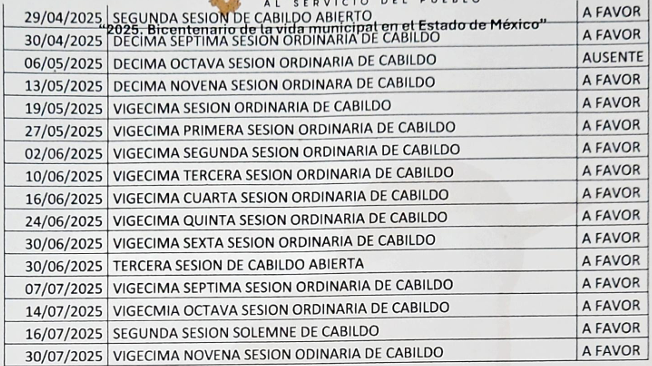 AL SERVICIO DEL PUEBLO
29/04/2025 SEGUNDA SESION DE CABILDO ABIERTO A FAVOR
"2025. Bicentenario de la vida municipal en el Estado de México"
30/04/2025 DECIMA SEPTIMA SESION ORDINARIA DE CABILDO A FAVOR
06/05/2025 DECIMA OCTAVA SESION ORDINARIA DE CABILDO AUSENTE
13/05/2025 DECIMA NOVENA SESION ORDINARA DE CABILDO A FAVOR
19/05/2025 VIGECIMA SESION ORDINARIA DE CABILDO A FAVOR
27/05/2025 VIGECIMA PRIMERA SESION ORDINARIA DE CABILDO A FAVOR
02/06/2025 VIGECIMA SEGUNDA SESION ORDINARIA DE CABILDO A FAVOR
10/06/2025 VIGECIMA TERCERA SESION ORDINARIA DE CABILDO A FAVOR
16/06/2025 VIGECIMA CUARTA SESION ORDINARIA DE CABILDO A FAVOR
24/06/2025 VIGECIMA QUINTA SESION ORDINARIA DE CABILDO A FAVOR
30/06/2025 VIGECIMA SEXTA SESION ORDINARIA DE CABILDO A FAVOR
30/06/2025 TERCERA SESION DE CABILDO ABIERTA A FAVOR
07/07/2025 VIGECIMA SEPTIMA SESION ORDINARIA DE CABILDO A FAVOR
14/07/2025 VIGECMIA OCTAVA SESION ORDINARIA DE CABILDO A FAVOR
16/07/2025 SEGUNDA SESION SOLEMNE DE CABILDO A FAVOR
30/07/2025 VIGECIMA NOVENA SESION ODINARIA DE CABILDO A FAVOR